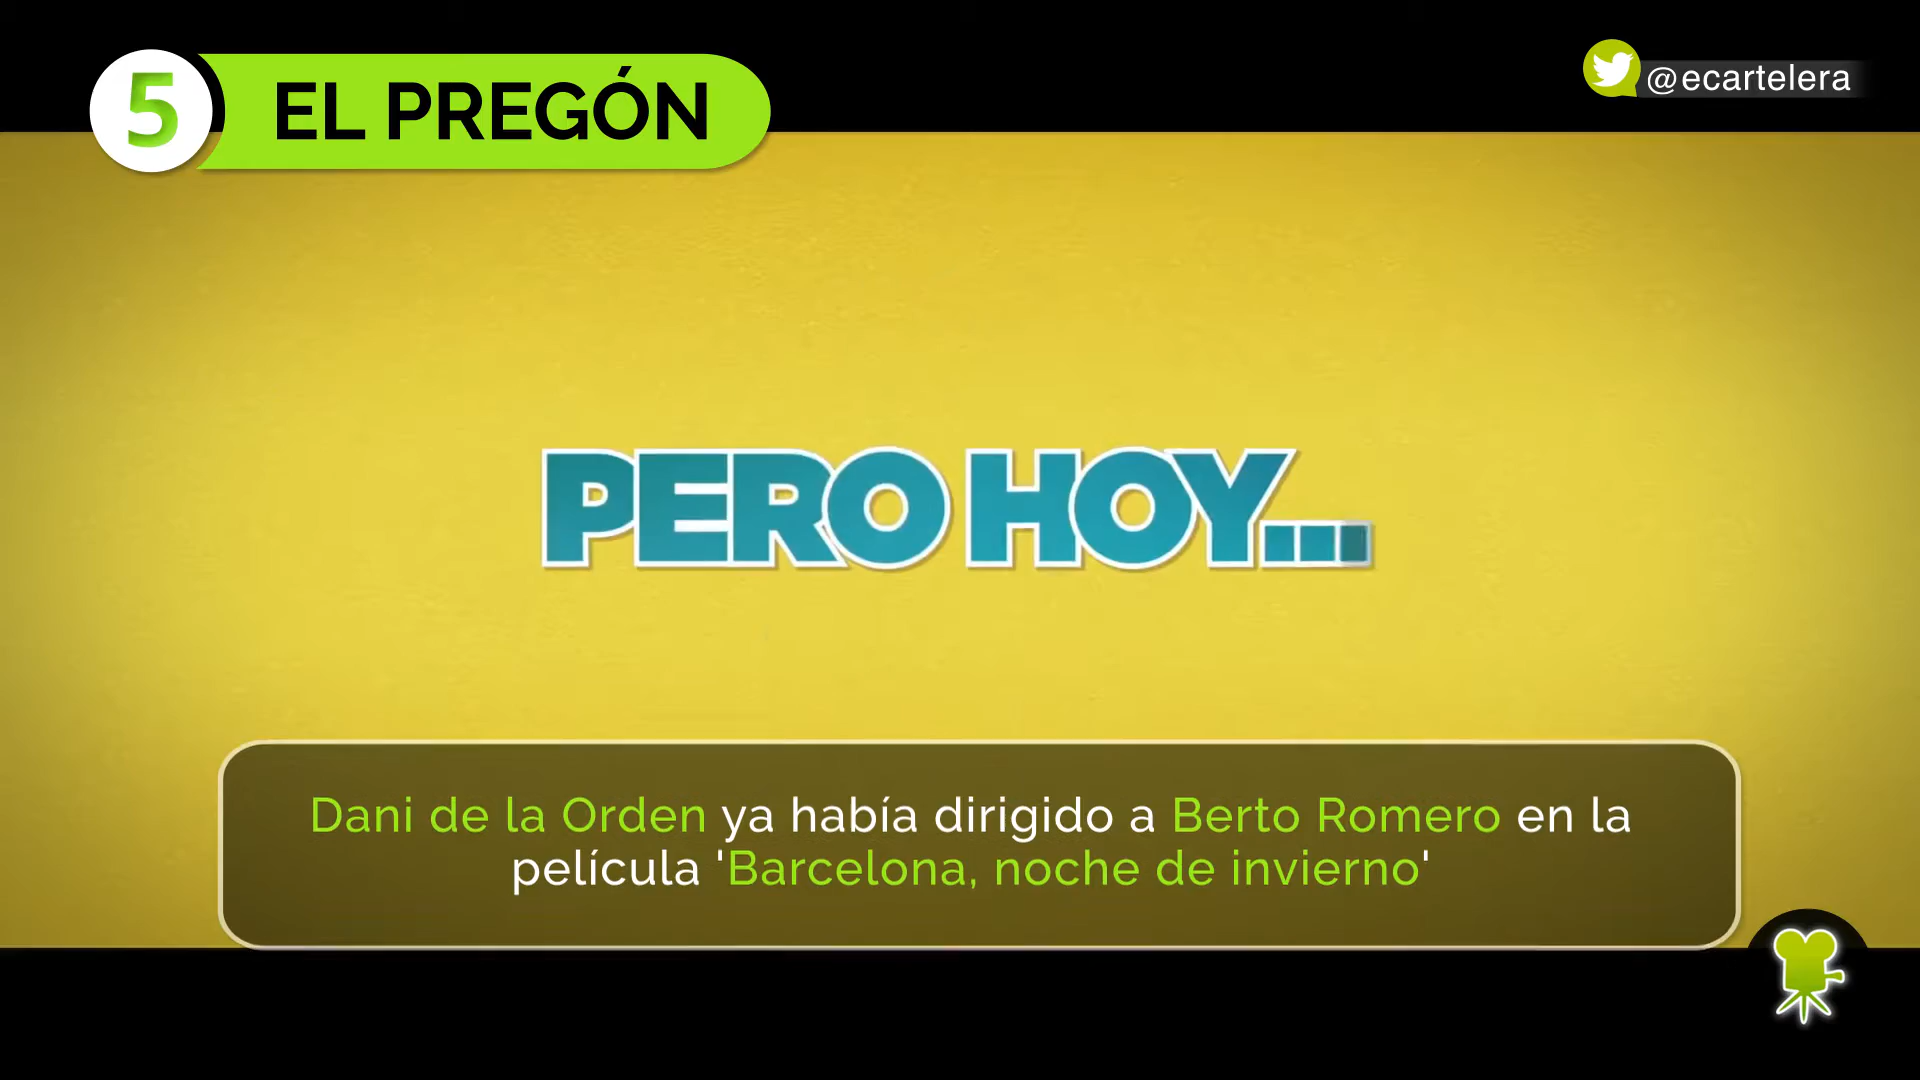 5 EL PREGÓN
@ecartelera
PERO HOY...
Dani de la Orden ya había dirigido a Berto Romero en la
película 'Barcelona, noche de invierno'